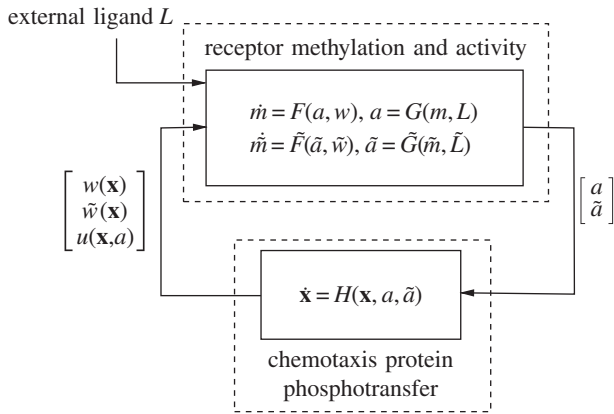 external ligand L
receptor methylation and activity
ṁ = F(a, w), a = G(m, L)
m̃̇ = F̃(ã, w̃), ã = G̃(m̃, L̃)
w(x)
w̃(x)
u(x,a)
a
ã
ẋ = H(x, a, ã)
chemotaxis protein
phosphotransfer